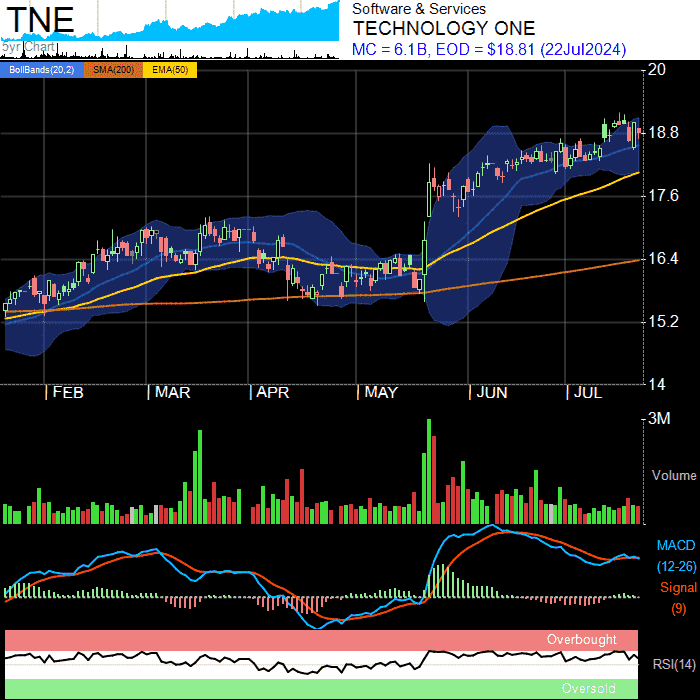 TNE
Software & Services
TECHNOLOGY ONE
MC = 6.1B, EOD = $18.81 (22Jul2024)
5yr Chart
BollBands(20,2) SMA(200) EMA(50)
20
18.8
17.6
16.4
15.2
14
FEB MAR APR MAY JUN JUL
3M
Volume
MACD
(12-26)
Signal
(9)
Overbought
RSI(14)
Oversold